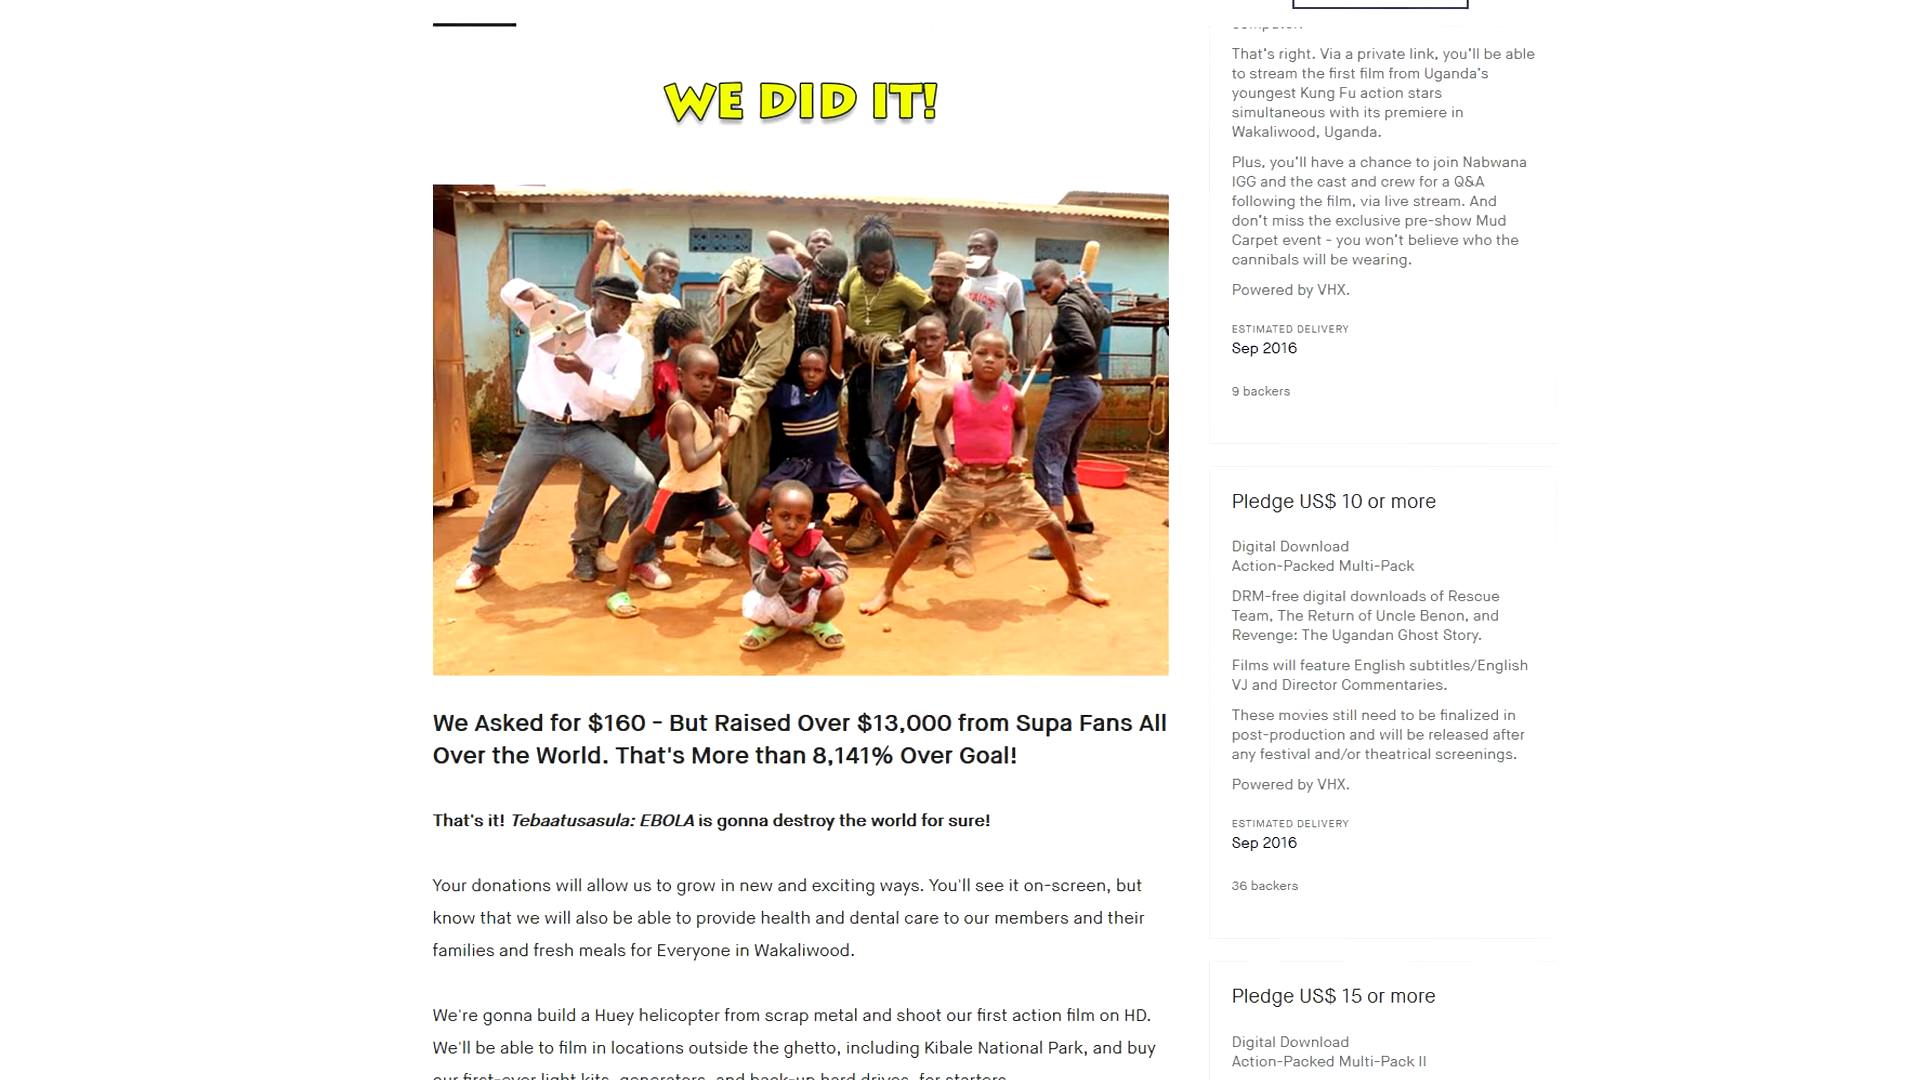 WE DID IT!
We Asked for $160 - But Raised Over $13,000 from Supa Fans All
Over the World. That's More than 8,141% Over Goal!
That's it! Tebaatusasula: EBOLA is gonna destroy the world for sure!
Your donations will allow us to grow in new and exciting ways. You'll see it on-screen, but
know that we will also be able to provide health and dental care to our members and their
families and fresh meals for Everyone in Wakaliwood.
We're gonna build a Huey helicopter from scrap metal and shoot our first action film on HD.
We'll be able to film in locations outside the ghetto, including Kibale National Park, and buy
our first-ever light kits, generators, and back-up hard drives, for starters.
computer.
That's right. Via a private link, you'll be able
to stream the first film from Uganda's
youngest Kung Fu action stars
simultaneous with its premiere in
Wakaliwood, Uganda.
Plus, you'll have a chance to join Nabwana
IGG and the cast and crew for a Q&A
following the film, via live stream. And
don't miss the exclusive pre-show Mud
Carpet event - you won't believe who the
cannibals will be wearing.
Powered by VHX.
ESTIMATED DELIVERY
Sep 2016
9 backers
Pledge US$ 10 or more
Digital Download
Action-Packed Multi-Pack
DRM-free digital downloads of Rescue
Team, The Return of Uncle Benon, and
Revenge: The Ugandan Ghost Story.
Films will feature English subtitles/English
VJ and Director Commentaries.
These movies still need to be finalized in
post-production and will be released after
any festival and/or theatrical screenings.
Powered by VHX.
ESTIMATED DELIVERY
Sep 2016
36 backers
Pledge US$ 15 or more
Digital Download
Action-Packed Multi-Pack II